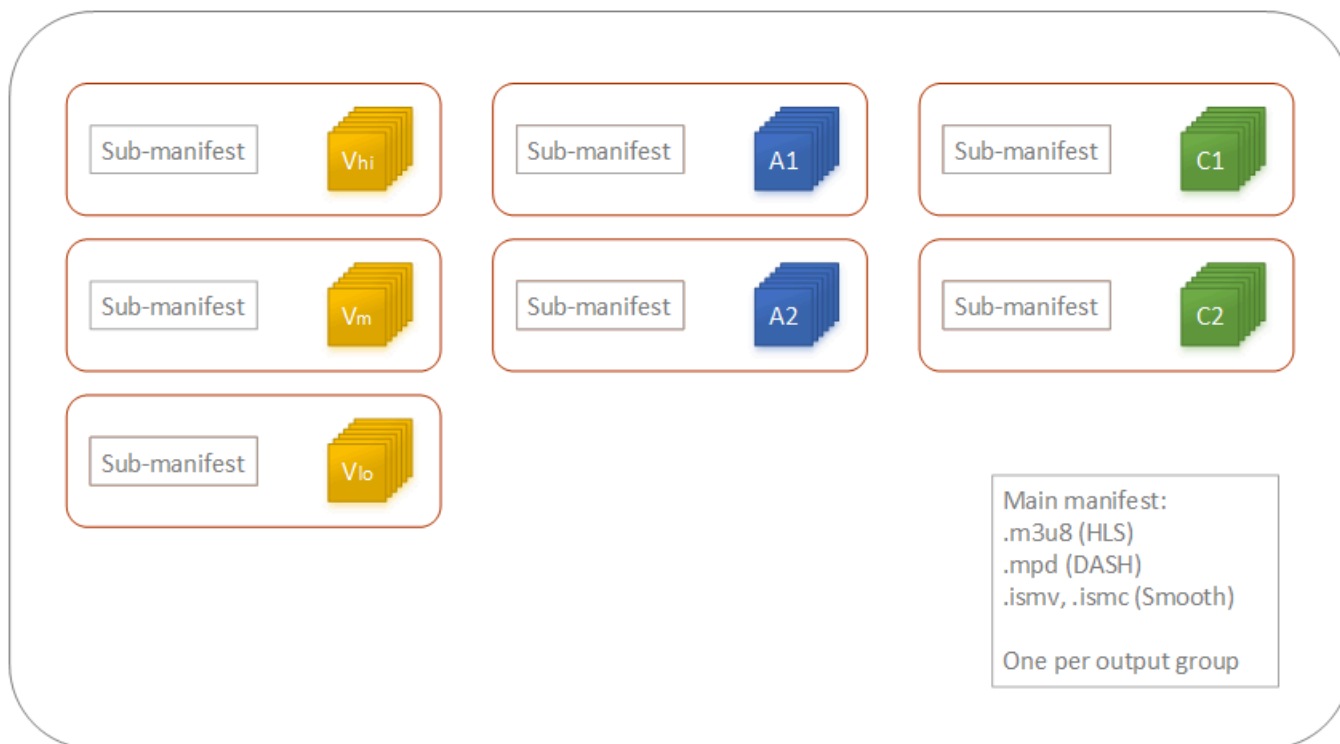 Sub-manifest
Vhi
Sub-manifest
A1
Sub-manifest
C1
Sub-manifest
Vm
Sub-manifest
A2
Sub-manifest
C2
Sub-manifest
Vlo
Main manifest:
.m3u8 (HLS)
.mpd (DASH)
.ismv, .ismc (Smooth)
One per output group